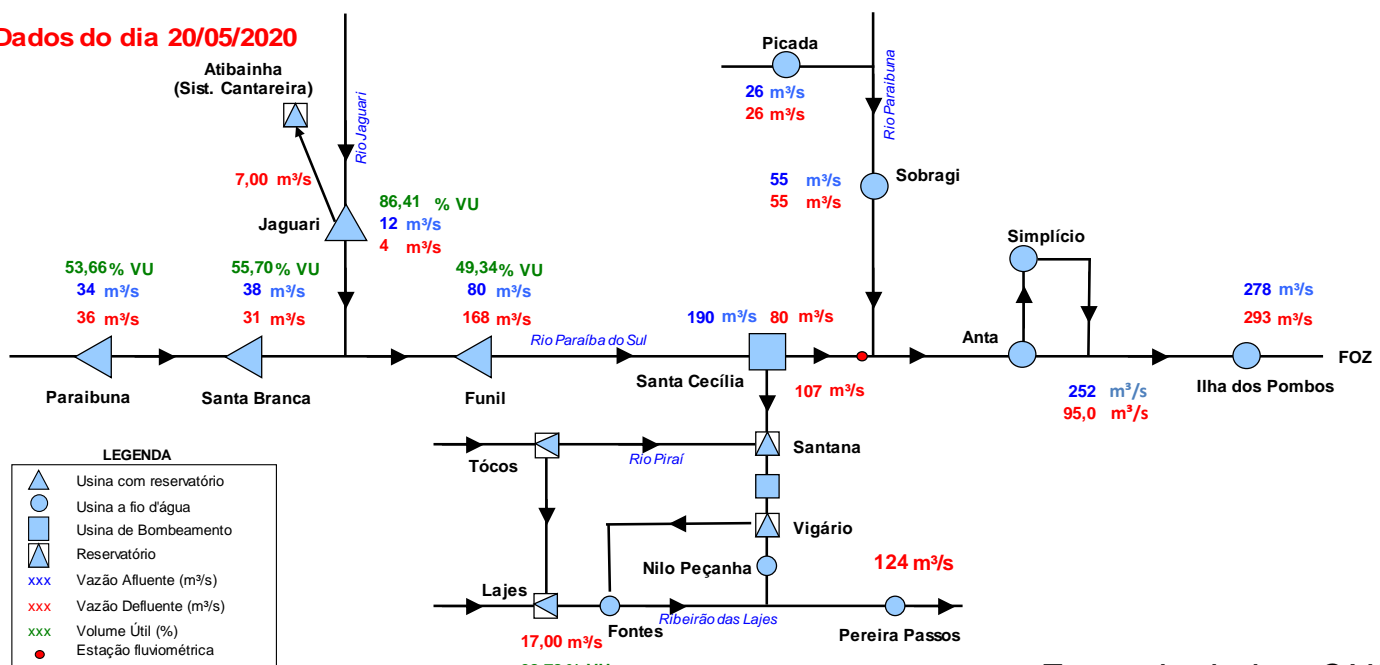 Dados do dia 20/05/2020
Atibainha
(Sist. Cantareira)
Rio Jaguari
7,00 m³/s
Jaguari
86,41 % VU
12 m³/s
4 m³/s
Picada
26 m³/s
26 m³/s
Rio Paraibuna
55 m³/s
55 m³/s
Sobragi
Simplício
53,66 % VU
34 m³/s
36 m³/s
Paraibuna
55,70 % VU
38 m³/s
31 m³/s
Santa Branca
49,34 % VU
80 m³/s
168 m³/s
Funil
Rio Paraíba do Sul
190 m³/s 80 m³/s
Santa Cecília
107 m³/s
Anta
252 m³/s
95,0 m³/s
278 m³/s
293 m³/s
Ilha dos Pombos
FOZ
Tócos
Rio Piraí
Santana
Vigário
Nilo Peçanha
124 m³/s
Lajes
Fontes
Ribeirão das Lajes
Pereira Passos
17,00 m³/s
LEGENDA
Usina com reservatório
Usina a fio d'água
Usina de Bombeamento
Reservatório
xxx Vazão Afluente (m³/s)
xxx Vazão Defluente (m³/s)
xxx Volume Útil (%)
Estação fluviométrica